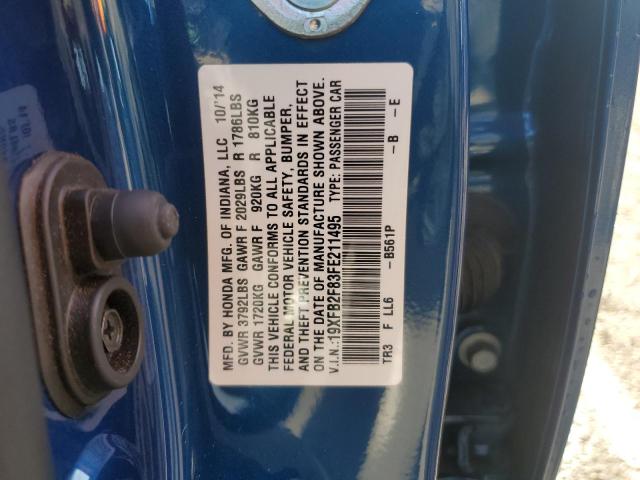 MFD. BY HONDA MFG. OF INDIANA, LLC 10/'14
GVWR 3792LBS GAWR F 2029LBS R 1786LBS
GVWR 1720KG GAWR F 920KG R 810KG
THIS VEHICLE CONFORMS TO ALL APPLICABLE
FEDERAL MOTOR VEHICLE SAFETY, BUMPER,
AND THEFT PREVENTION STANDARDS IN EFFECT
ON THE DATE OF MANUFACTURE SHOWN ABOVE.
V.I.N.:19XFB2F83FE211495 TYPE: PASSENGER CAR
TR3 F LL6 -B561P -B -E